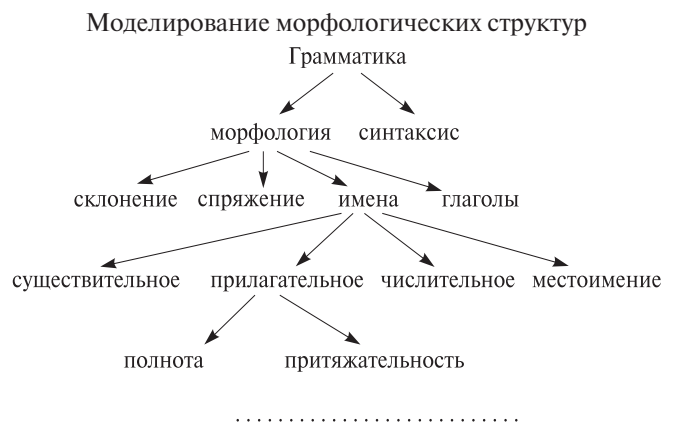 Моделирование морфологических структур
Грамматика
морфология синтаксис
склонение спряжение имена глаголы
существительное прилагательное числительное местоимение
полнота притяжательность
. . . . . . . . . . . . . . . . . . . . . . . . . . .